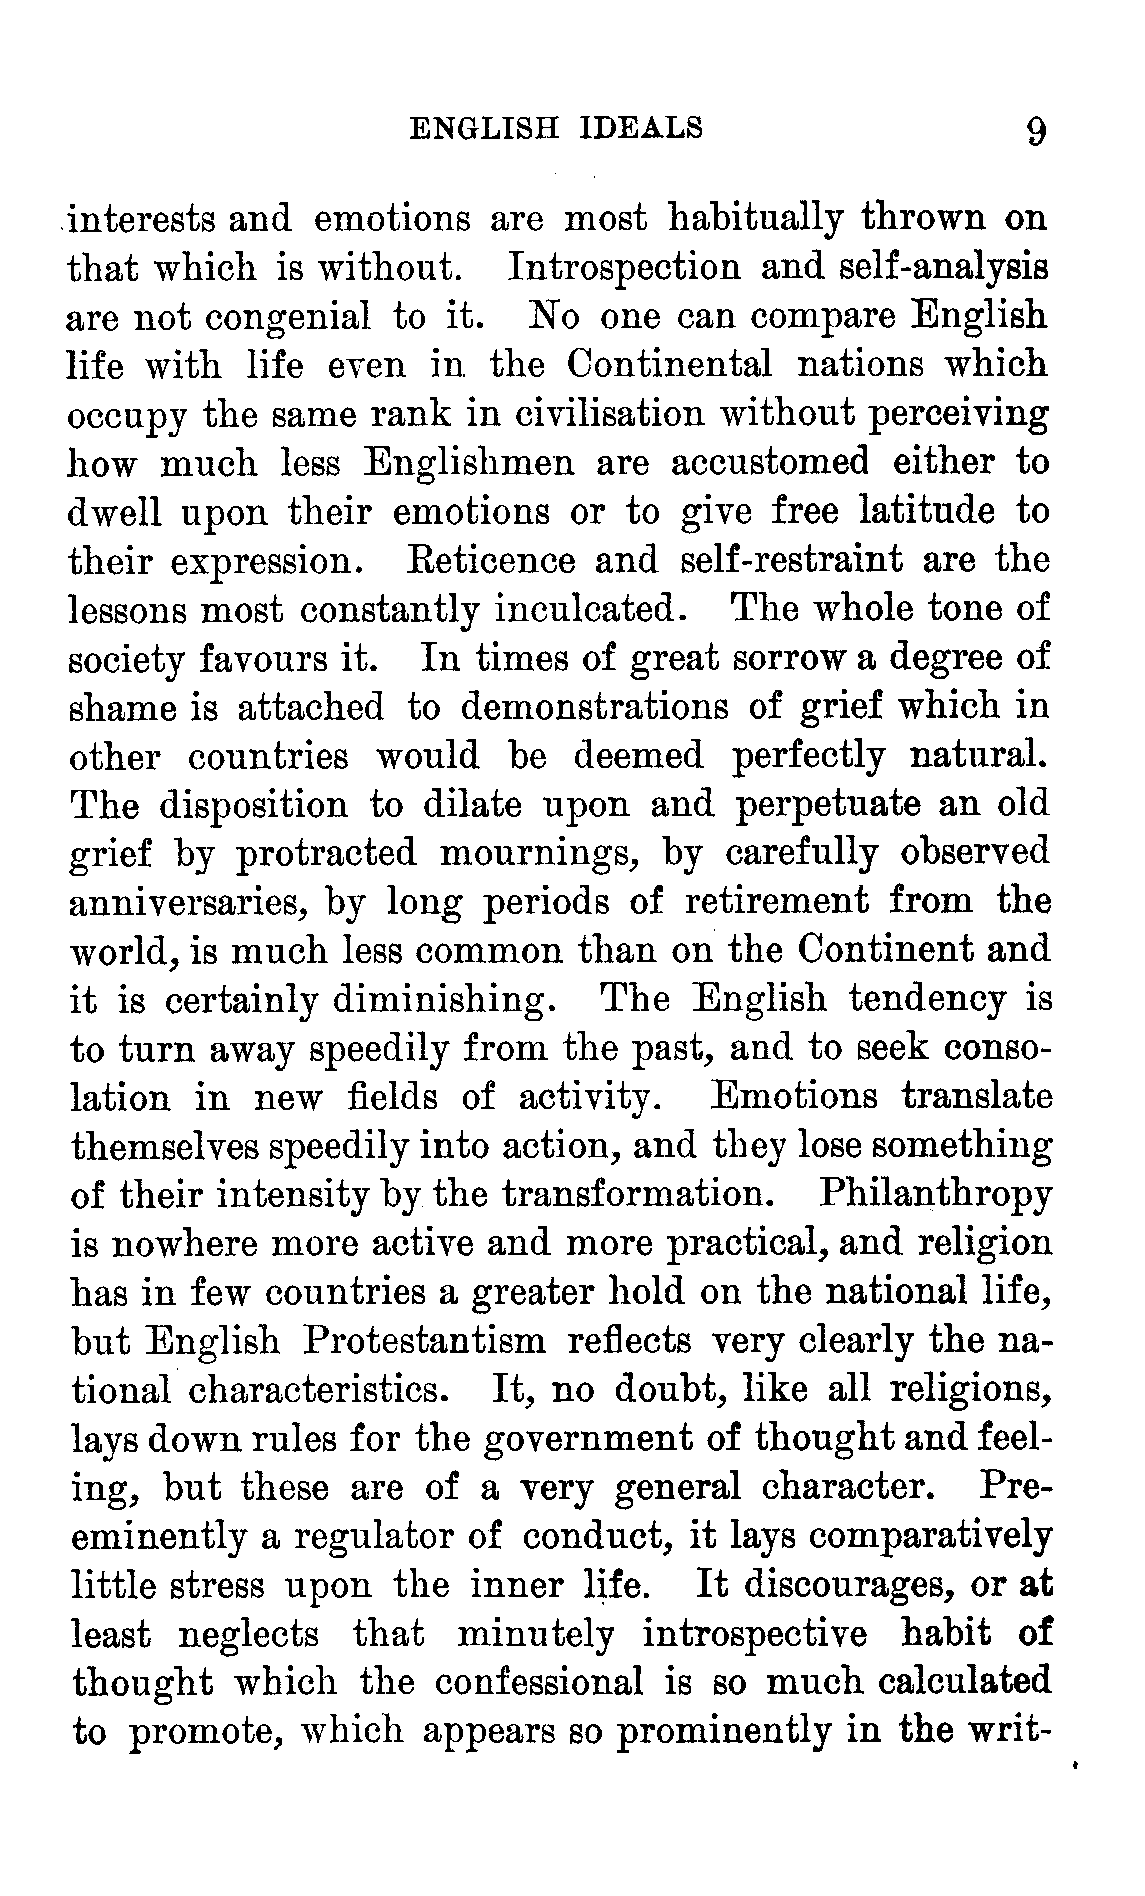 ENGLISH IDEALS 9
interests and emotions are most habitually thrown on
that which is without. Introspection and self-analysis
are not congenial to it. No one can compare English
life with life even in the Continental nations which
occupy the same rank in civilisation without perceiving
how much less Englishmen are accustomed either to
dwell upon their emotions or to give free latitude to
their expression. Reticence and self-restraint are the
lessons most constantly inculcated. The whole tone of
society favours it. In times of great sorrow a degree of
shame is attached to demonstrations of grief which in
other countries would be deemed perfectly natural.
The disposition to dilate upon and perpetuate an old
grief by protracted mournings, by carefully observed
anniversaries, by long periods of retirement from the
world, is much less common than on the Continent and
it is certainly diminishing. The English tendency is
to turn away speedily from the past, and to seek conso-
lation in new fields of activity. Emotions translate
themselves speedily into action, and they lose something
of their intensity by the transformation. Philanthropy
is nowhere more active and more practical, and religion
has in few countries a greater hold on the national life,
but English Protestantism reflects very clearly the na-
tional characteristics. It, no doubt, like all religions,
lays down rules for the government of thought and feel-
ing, but these are of a very general character. Pre-
eminently a regulator of conduct, it lays comparatively
little stress upon the inner life. It discourages, or at
least neglects that minutely introspective habit of
thought which the confessional is so much calculated
to promote, which appears so prominently in the writ-